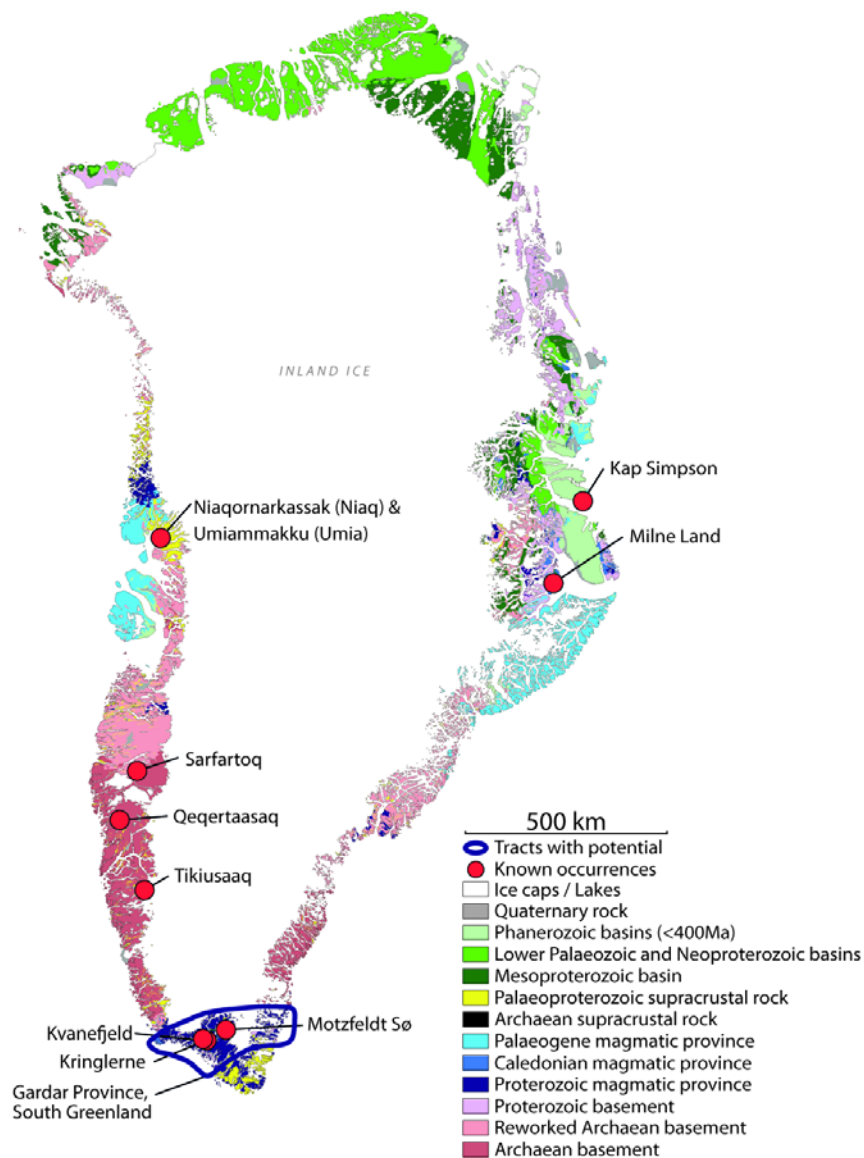 INLAND ICE
Kap Simpson
Niaqornarkassak (Niaq) &
Umiammakku (Umia)
Milne Land
Sarfartoq
Qeqertaasaq
Tikiusaaq
Motzfeldt Sø
Kvanefjeld
Kringlerne
Gardar Province,
South Greenland
500 km
Tracts with potential
Known occurrences
Ice caps / Lakes
Quaternary rock
Phanerozoic basins (<400Ma)
Lower Palaeozoic and Neoproterozoic basins
Mesoproterozoic basin
Palaeoproterozoic supracrustal rock
Archaean supracrustal rock
Palaeogene magmatic province
Caledonian magmatic province
Proterozoic magmatic province
Proterozoic basement
Reworked Archaean basement
Archaean basement